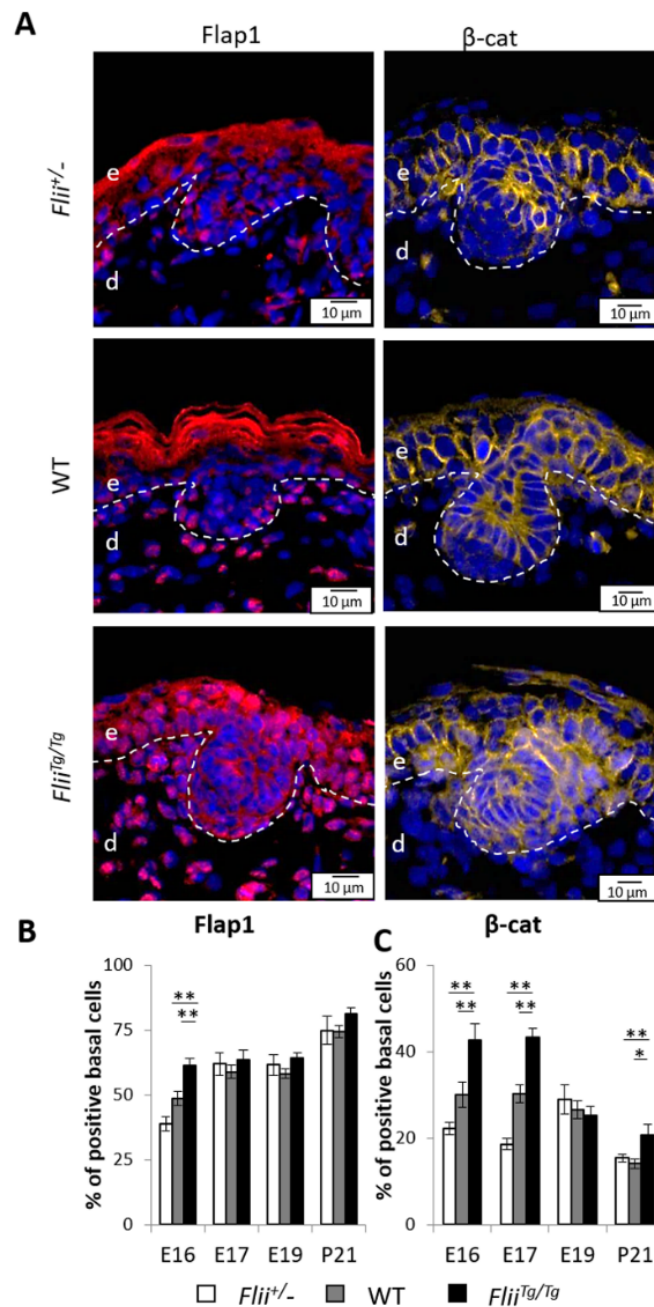 A
Flap1 β-cat
Flii+/-
e
d
10 µm
e
d
10 µm
WT
e
d
10 µm
e
d
10 µm
FliiTg/Tg
e
d
10 µm
e
d
10 µm
B Flap1
% of positive basal cells
100
75
50
25
0
**
**
E16 E17 E19 P21
C β-cat
% of positive basal cells
60
40
20
0
**
**
**
**
**
*
E16 E17 E19 P21
Flii+/- WT FliiTg/Tg